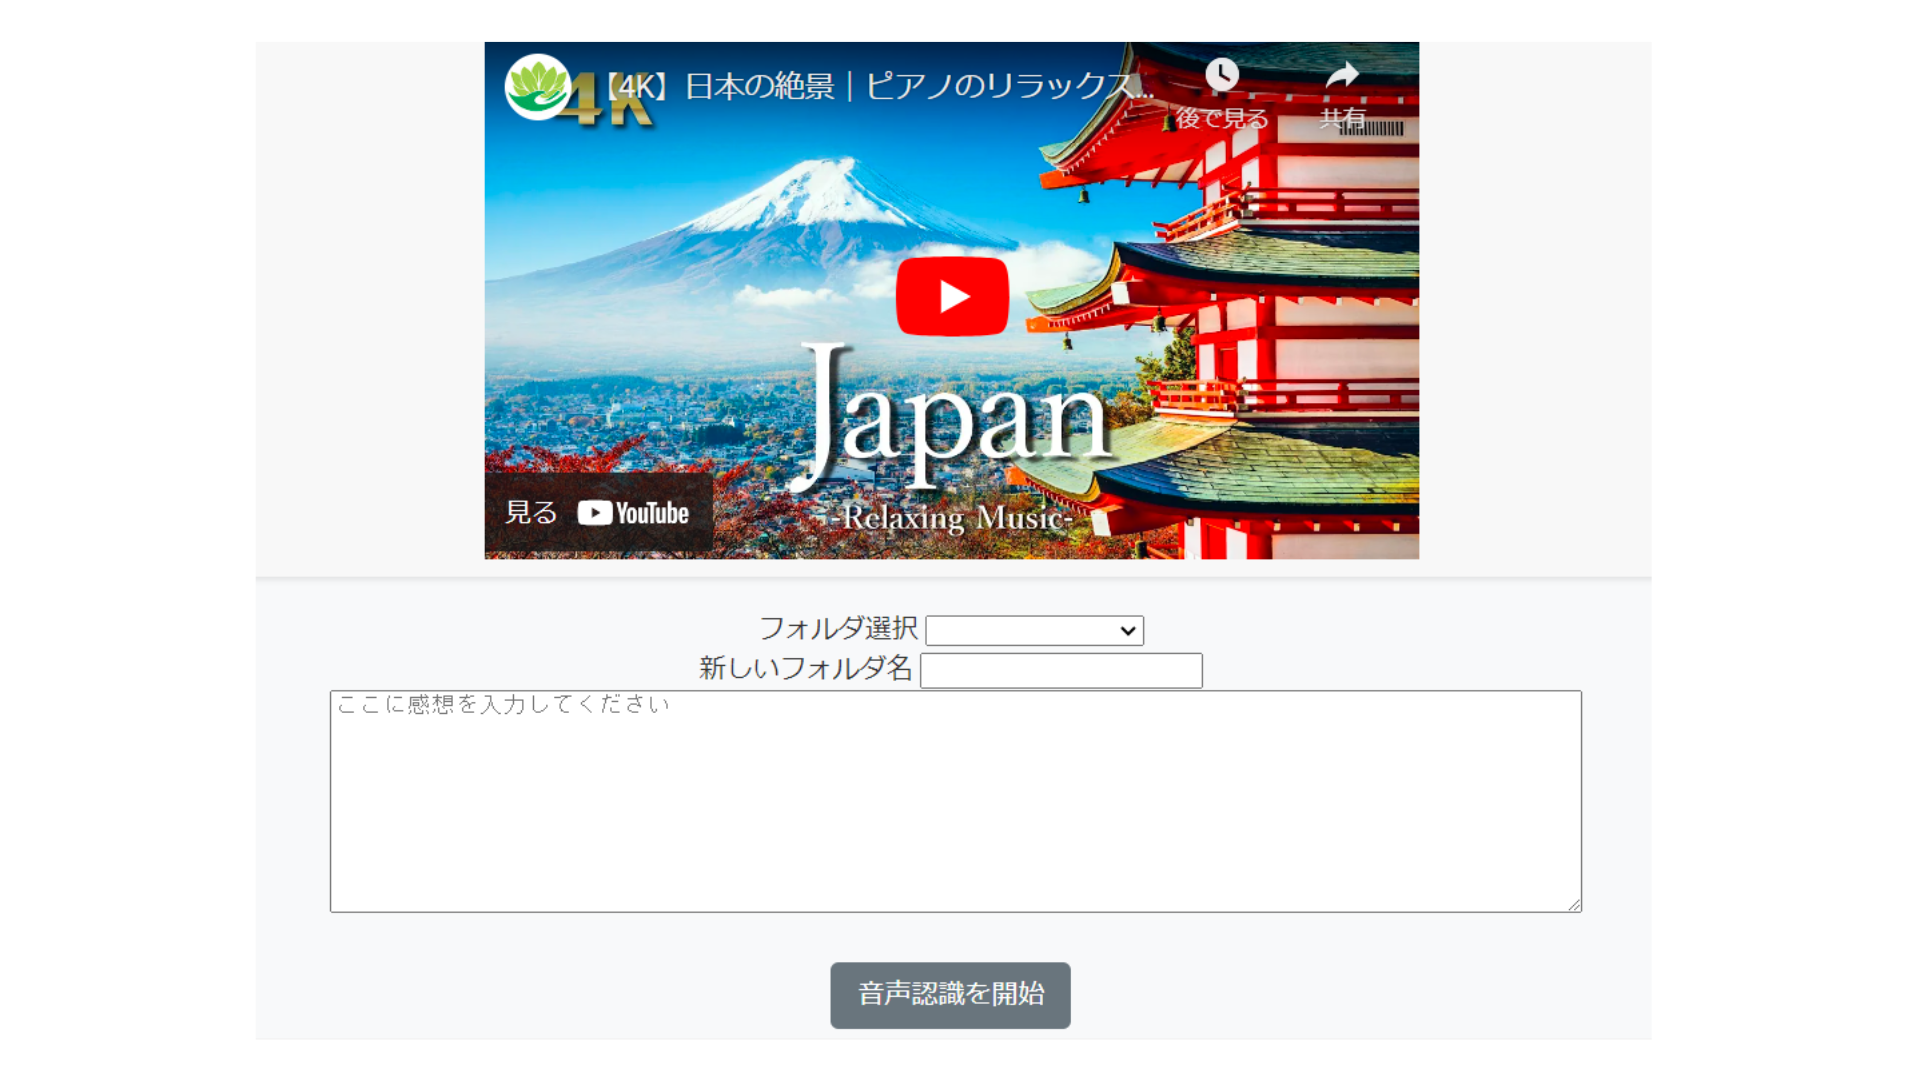 4K
【4K】日本の絶景｜ピアノのリラックス...
後で見る
共有
Japan
-Relaxing Music-
見る YouTube
フォルダ選択
新しいフォルダ名
ここに感想を入力してください
音声認識を開始